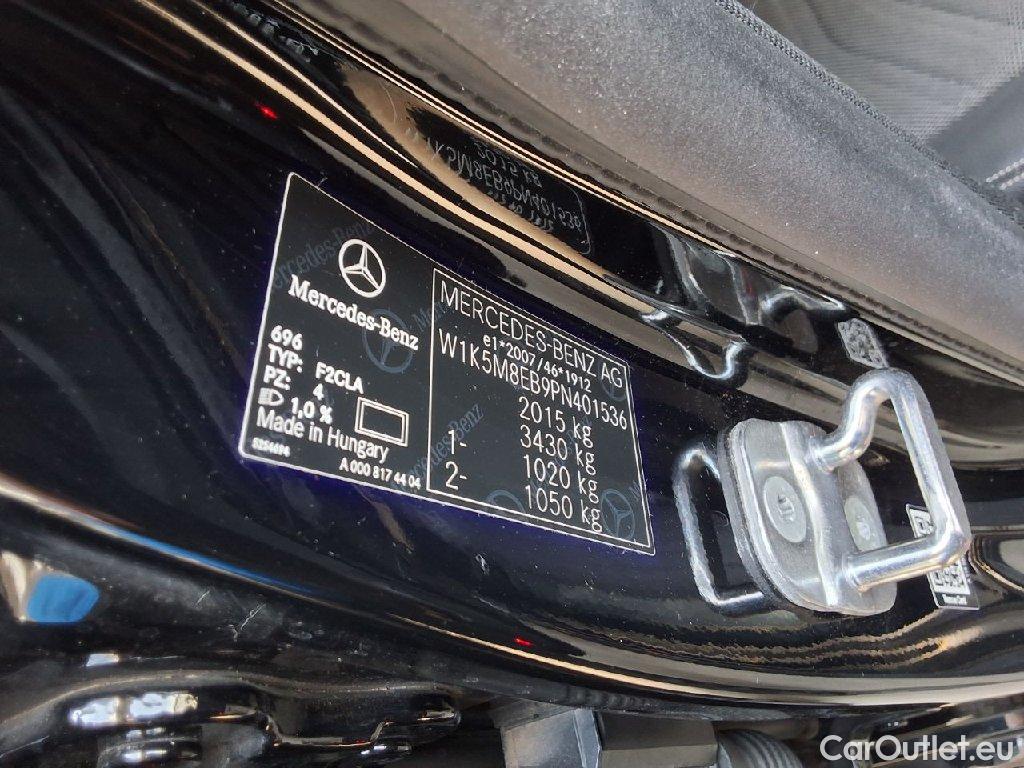 Mercedes-Benz
696
TYP: F2CLA
PZ: 4
1,0 %
Made in Hungary
A 000 817 44 04
MERCEDES-BENZ AG
e1*2007/46*1912
W1K5M8EB9PN401536
2015 kg
3430 kg
1- 1020 kg
2- 1050 kg
CarOutlet.eu